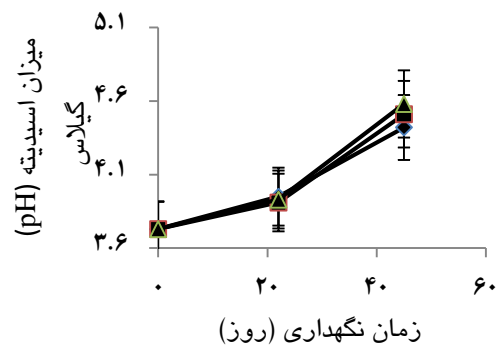 میزان اسیدیته (pH)
گیلاس
۵.۱
۴.۶
۴.۱
۳.۶
۰ ۲۰ ۴۰ ۶۰
زمان نگهداری (روز)